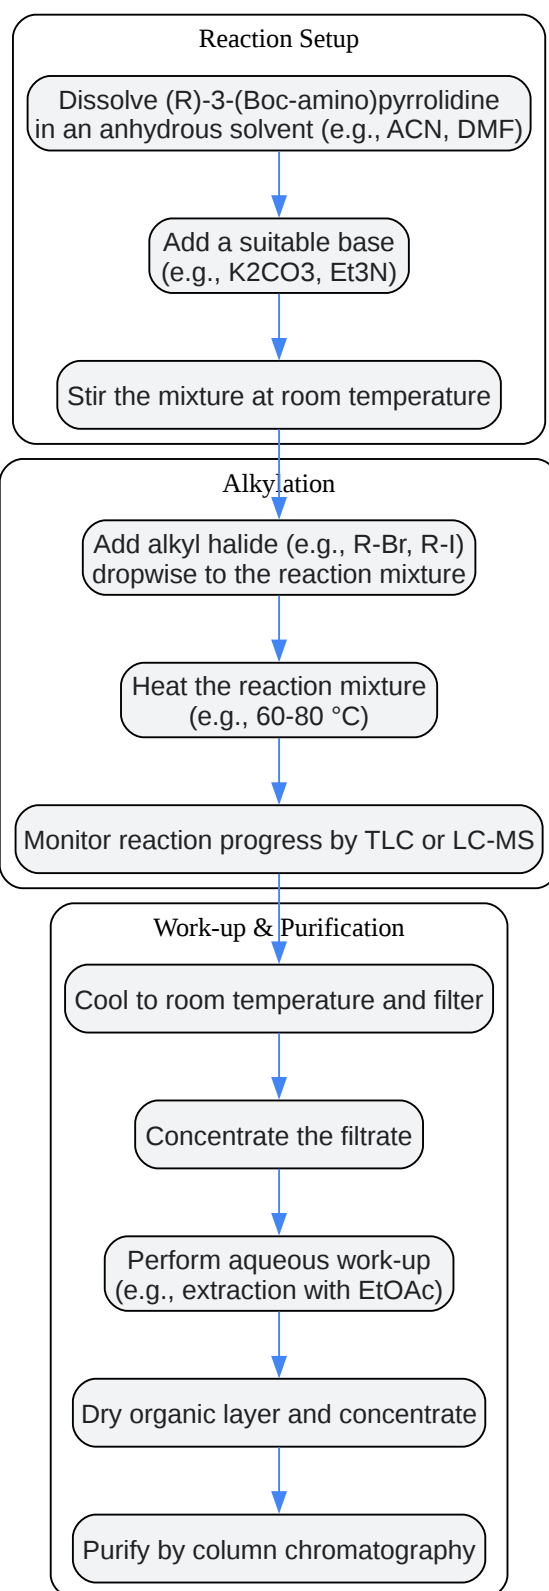 Reaction Setup
Dissolve (R)-3-(Boc-amino)pyrrolidine
in an anhydrous solvent (e.g., ACN, DMF)
Add a suitable base
(e.g., K2CO3, Et3N)
Stir the mixture at room temperature
Alkylation
Add alkyl halide (e.g., R-Br, R-I)
dropwise to the reaction mixture
Heat the reaction mixture
(e.g., 60-80 °C)
Monitor reaction progress by TLC or LC-MS
Work-up & Purification
Cool to room temperature and filter
Concentrate the filtrate
Perform aqueous work-up
(e.g., extraction with EtOAc)
Dry organic layer and concentrate
Purify by column chromatography